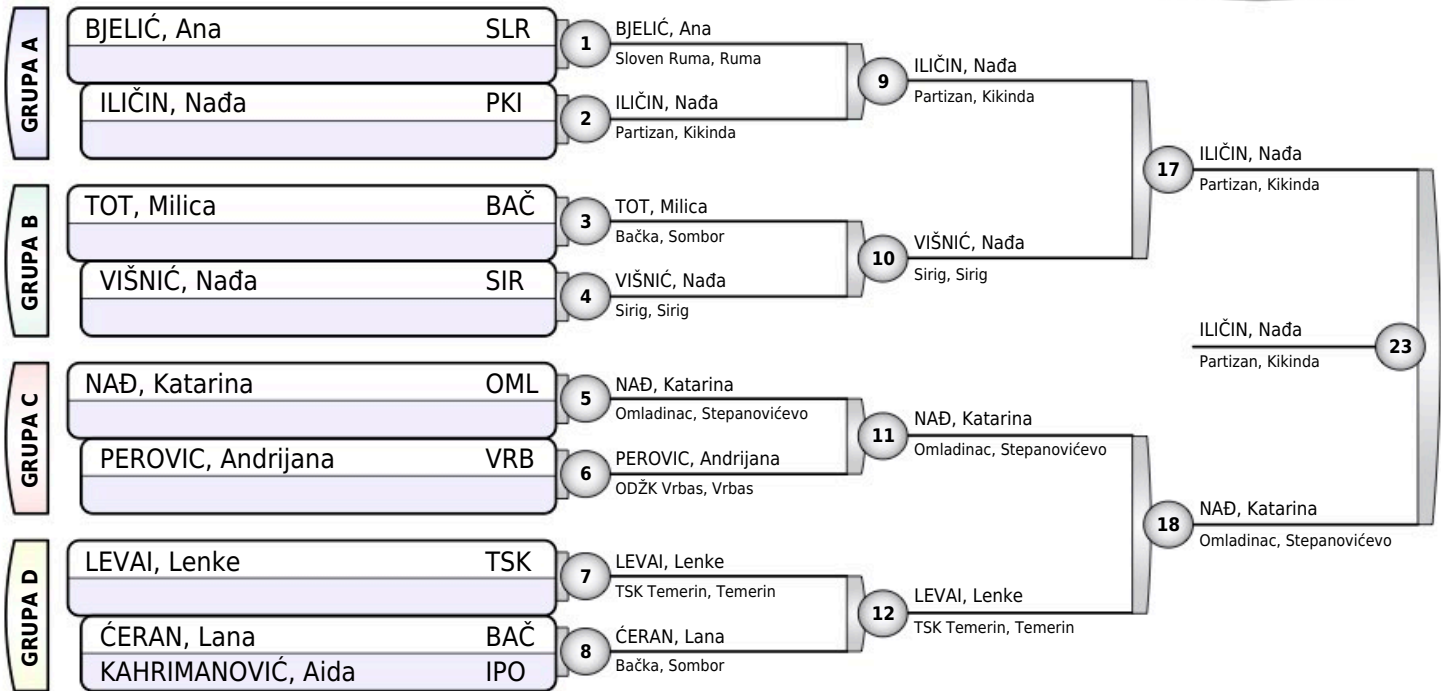 GRUPA A
BJELIĆ, Ana SLR
ILIČIN, Nađa PKI
1
BJELIĆ, Ana
Sloven Ruma, Ruma
2
ILIČIN, Nađa
Partizan, Kikinda
9
ILIČIN, Nađa
Partizan, Kikinda
GRUPA B
TOT, Milica BAČ
VIŠNIĆ, Nađa SIR
3
TOT, Milica
Bačka, Sombor
4
VIŠNIĆ, Nađa
Sirig, Sirig
10
VIŠNIĆ, Nađa
Sirig, Sirig
17
ILIČIN, Nađa
Partizan, Kikinda
GRUPA C
NAĐ, Katarina OML
PEROVIC, Andrijana VRB
5
NAĐ, Katarina
Omladinac, Stepanovićevo
6
PEROVIC, Andrijana
ODŽK Vrbas, Vrbas
11
NAĐ, Katarina
Omladinac, Stepanovićevo
GRUPA D
LEVAI, Lenke TSK
ĆERAN, Lana BAČ
KAHRIMANOVIĆ, Aida IPO
7
LEVAI, Lenke
TSK Temerin, Temerin
8
ĆERAN, Lana
Bačka, Sombor
12
LEVAI, Lenke
TSK Temerin, Temerin
18
NAĐ, Katarina
Omladinac, Stepanovićevo
ILIČIN, Nađa
Partizan, Kikinda
23